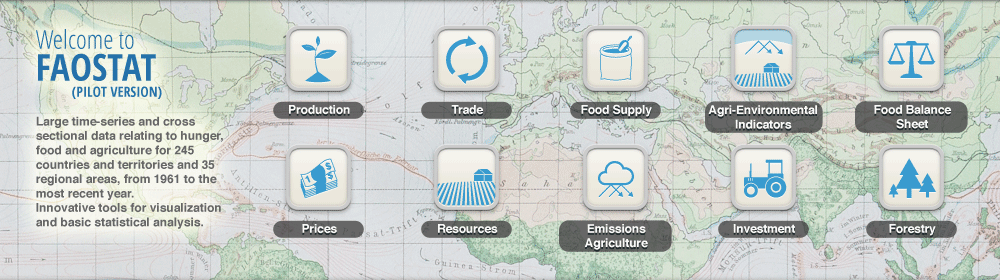 Welcome to
FAOSTAT
(PILOT VERSION)
Large time-series and cross
sectional data relating to hunger,
food and agriculture for 245
countries and territories and 35
regional areas, from 1961 to the
most recent year.
Innovative tools for visualization
and basic statistical analysis.
Production
Trade
Food Supply
Agri-Environmental
Indicators
Food Balance
Sheet
Prices
Resources
Emissions
Agriculture
Investment
Forestry